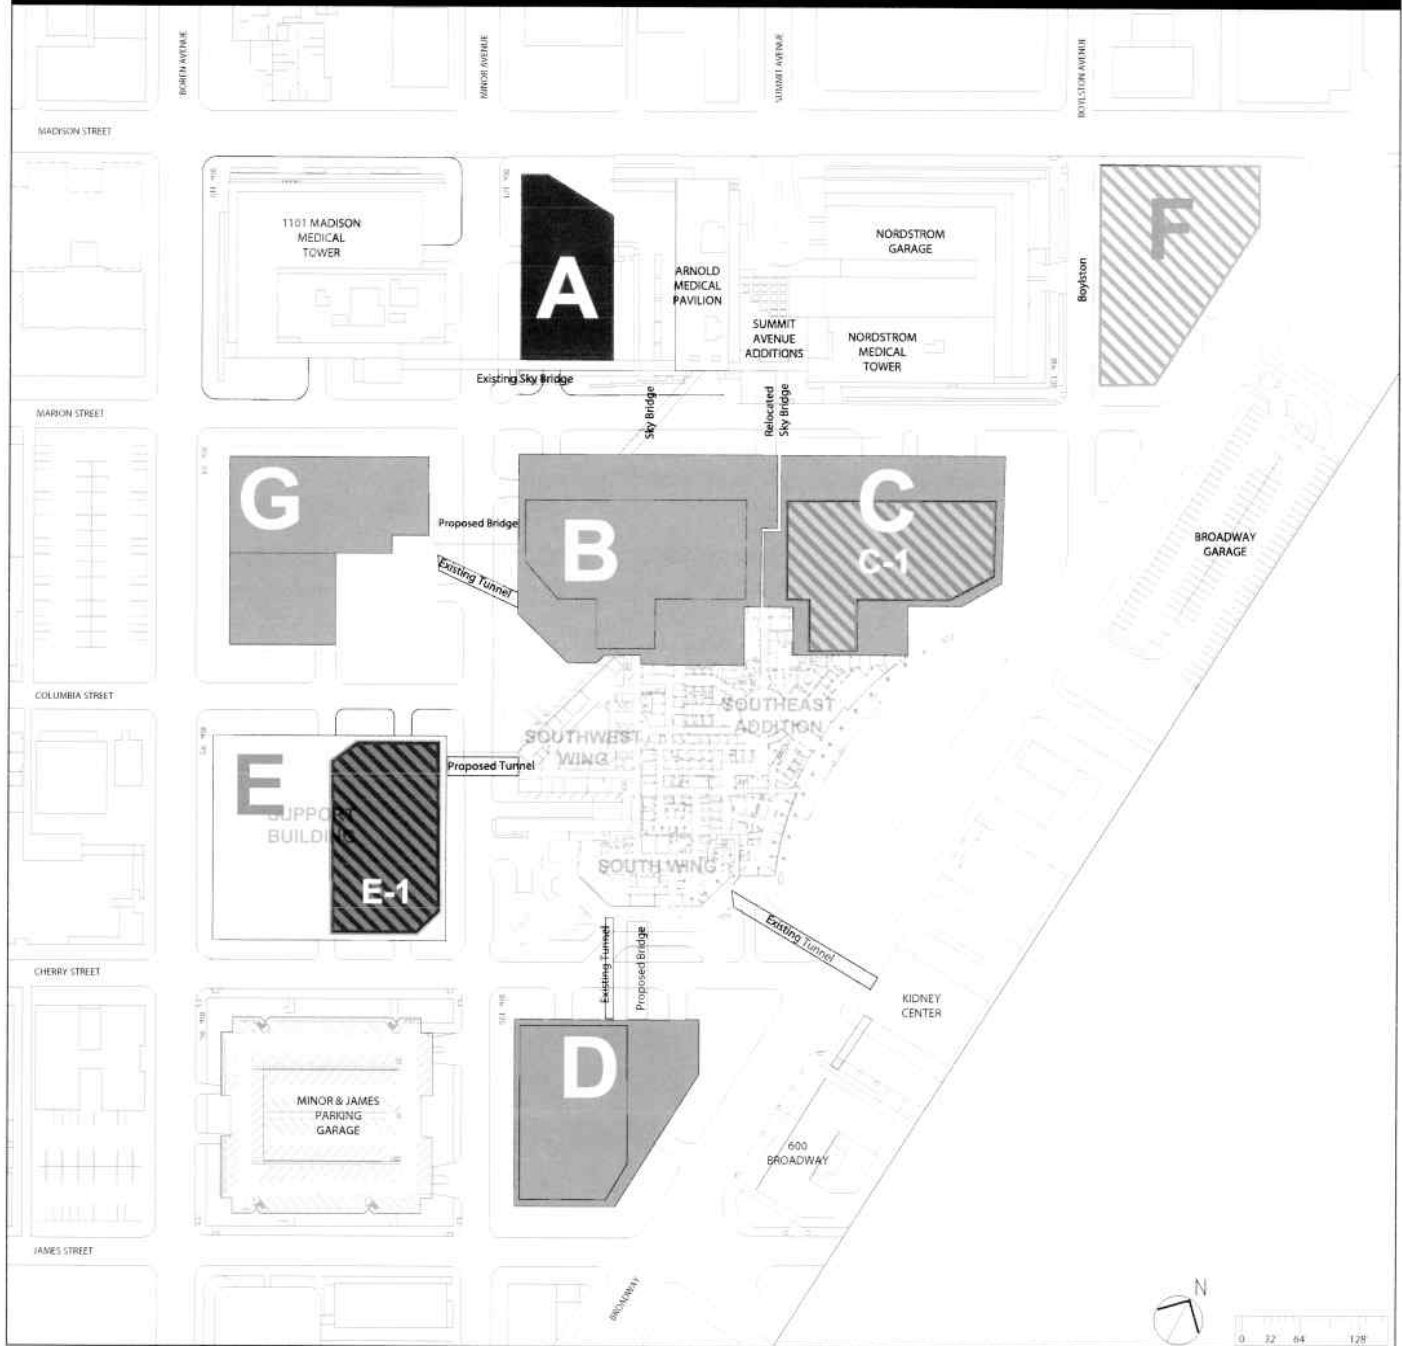 BOREN AVENUE
MINOR AVENUE
SUMMIT AVENUE
BOYLSTON AVENUE
MADISON STREET
1101 MADISON
MEDICAL
TOWER
A
ARNOLD
MEDICAL
PAVILION
NORDSTROM
GARAGE
SUMMIT
AVENUE
ADDITIONS
NORDSTROM
MEDICAL
TOWER
Boylston
F
Existing Sky Bridge
Sky Bridge
Relocated
Sky Bridge
MARION STREET
G
Proposed Bridge
Existing Tunnel
B
C
C-1
BROADWAY
GARAGE
COLUMBIA STREET
E
SUPPORT
BUILDING
E-1
Proposed Tunnel
SOUTHWEST
WING
SOUTHEAST
ADDITION
SOUTH WING
Existing Tunnel
Proposed Bridge
Existing Tunnel
CHERRY STREET
KIDNEY
CENTER
MINOR & JAMES
PARKING
GARAGE
D
600
BROADWAY
JAMES STREET
BROADWAY
N
0 32 64 128